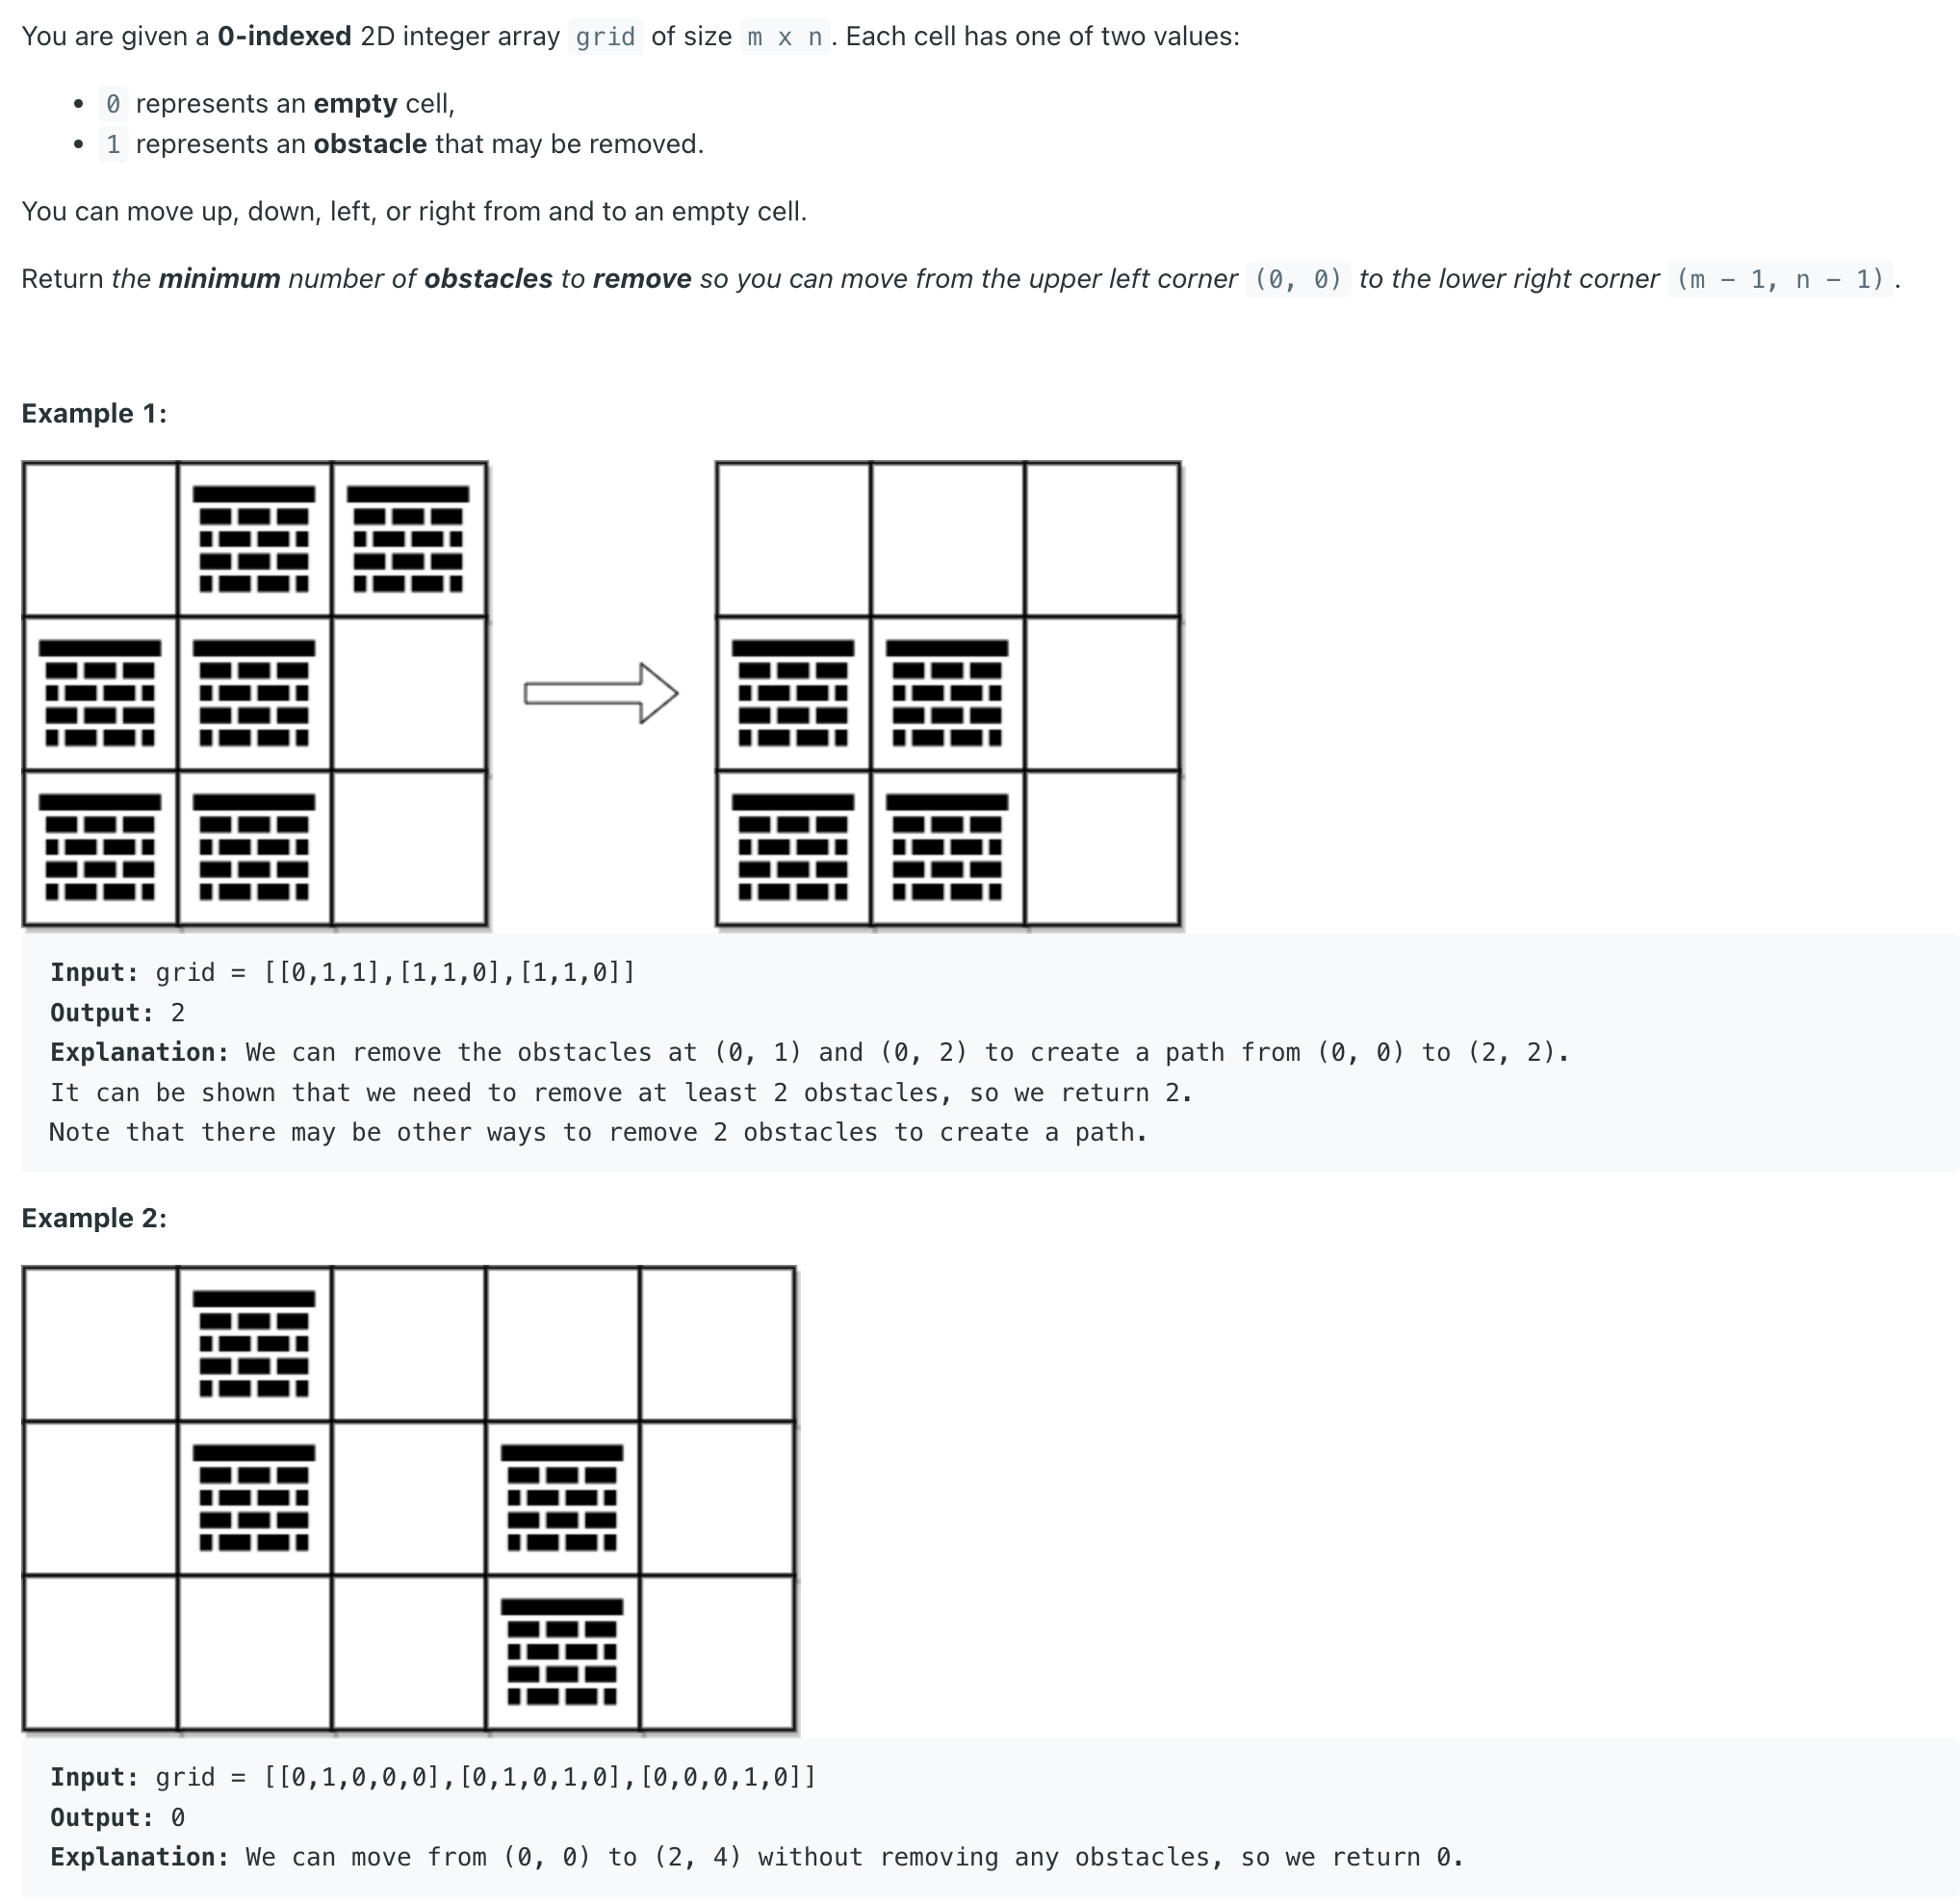 You are given a 0-indexed 2D integer array grid of size m x n. Each cell has one of two values:
• 0 represents an empty cell,
• 1 represents an obstacle that may be removed.
You can move up, down, left, or right from and to an empty cell.
Return the minimum number of obstacles to remove so you can move from the upper left corner (0, 0) to the lower right corner (m - 1, n - 1).
Example 1:
Input: grid = [[0,1,1],[1,1,0],[1,1,0]]
Output: 2
Explanation: We can remove the obstacles at (0, 1) and (0, 2) to create a path from (0, 0) to (2, 2).
It can be shown that we need to remove at least 2 obstacles, so we return 2.
Note that there may be other ways to remove 2 obstacles to create a path.
Example 2:
Input: grid = [[0,1,0,0,0],[0,1,0,1,0],[0,0,0,1,0]]
Output: 0
Explanation: We can move from (0, 0) to (2, 4) without removing any obstacles, so we return 0.